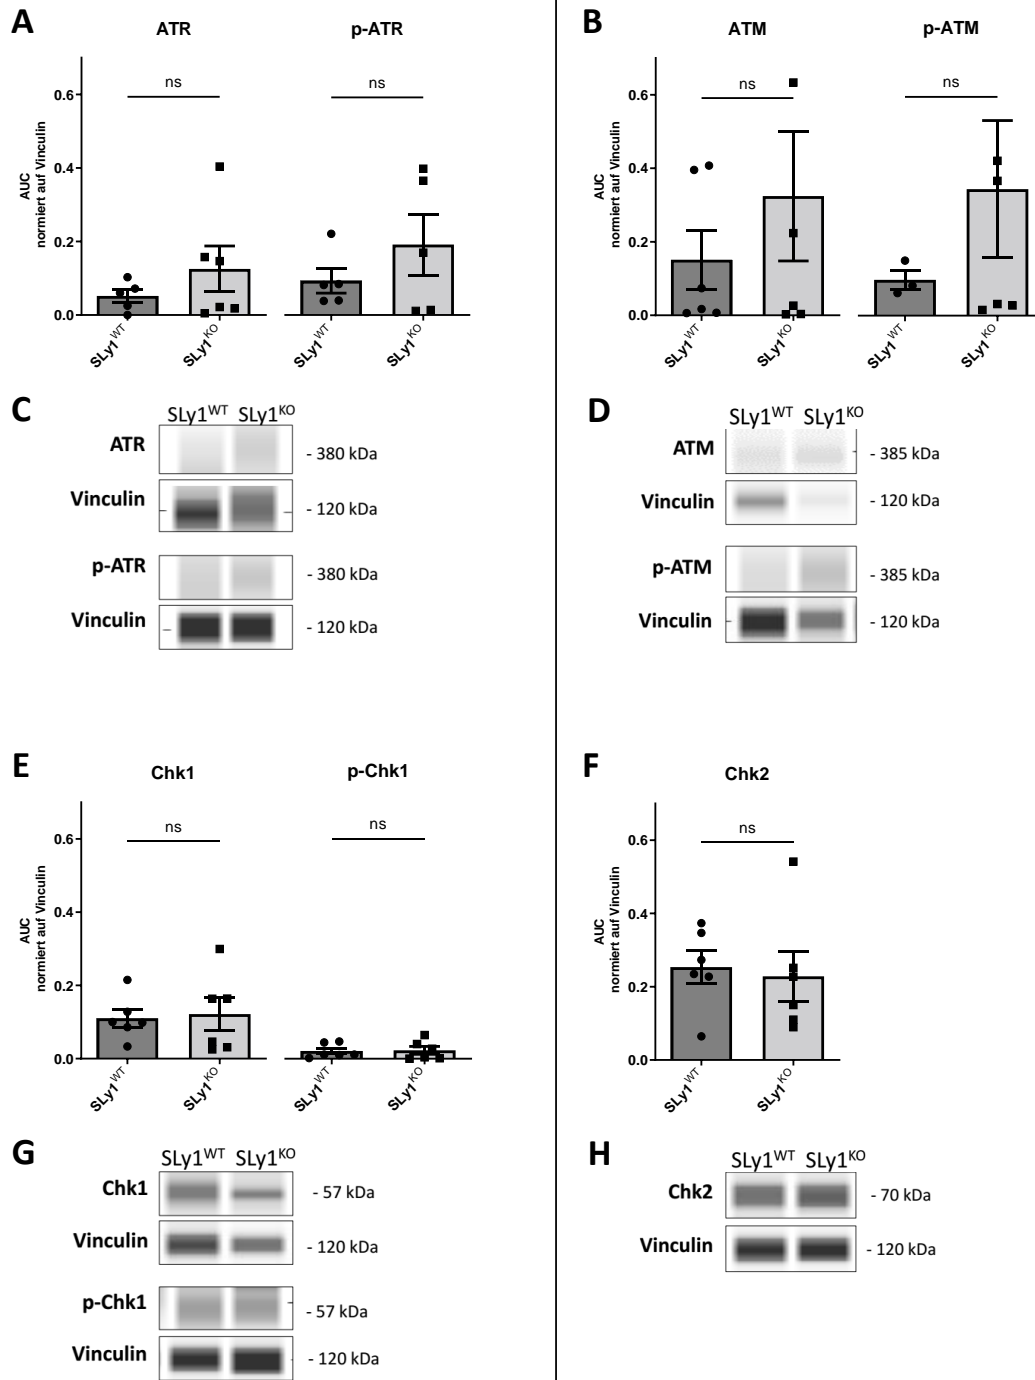 A
ATR
p-ATR
AUC
normiert auf Vinculin
0.6
0.4
0.2
0.0
ns
ns
SLy1WT
SLy1KO
SLy1WT
SLy1KO
B
ATM
p-ATM
AUC
normiert auf Vinculin
0.6
0.4
0.2
0.0
ns
ns
SLy1WT
SLy1KO
SLy1WT
SLy1KO
C
SLy1WT SLy1KO
ATR - 380 kDa
Vinculin - 120 kDa
p-ATR - 380 kDa
Vinculin - 120 kDa
D
SLy1WT SLy1KO
ATM - 385 kDa
Vinculin - 120 kDa
p-ATM - 385 kDa
Vinculin - 120 kDa
E
Chk1
p-Chk1
AUC
normiert auf Vinculin
0.6
0.4
0.2
0.0
ns
ns
SLy1WT
SLy1KO
SLy1WT
SLy1KO
F
Chk2
AUC
normiert auf Vinculin
0.6
0.4
0.2
0.0
ns
SLy1WT
SLy1KO
G
SLy1WT SLy1KO
Chk1 - 57 kDa
Vinculin - 120 kDa
p-Chk1 - 57 kDa
Vinculin - 120 kDa
H
SLy1WT SLy1KO
Chk2 - 70 kDa
Vinculin - 120 kDa